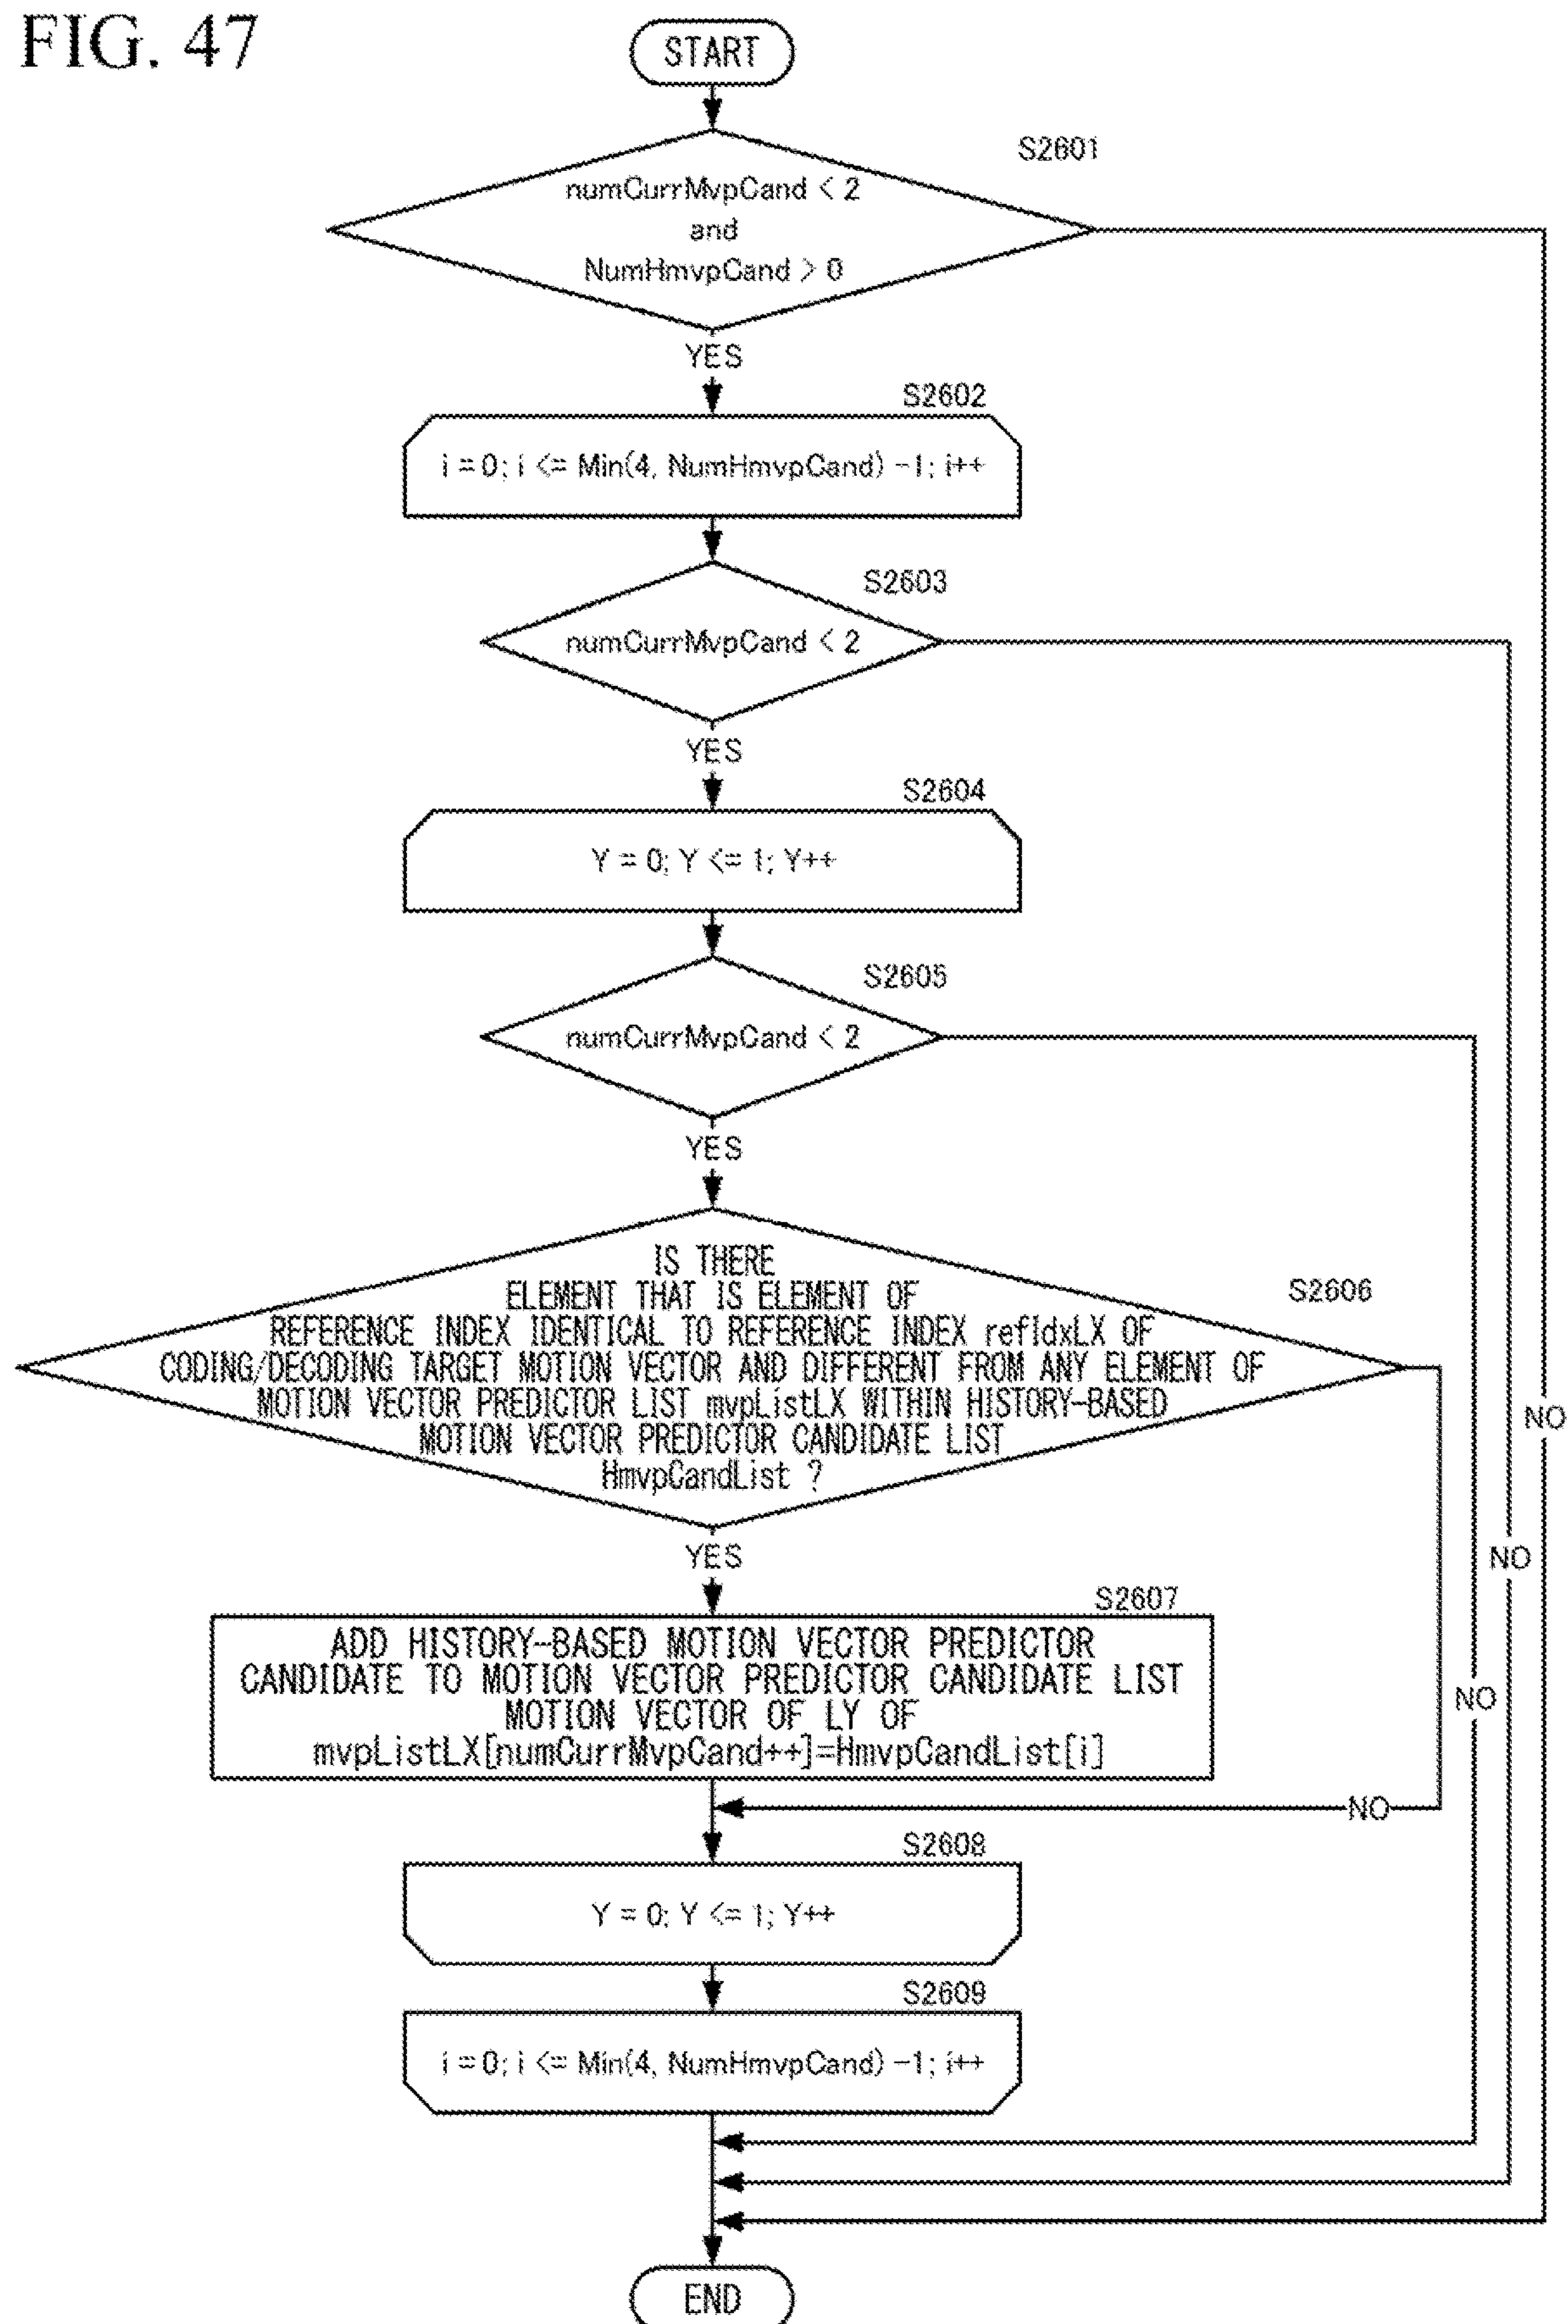 FIG. 47
START
S2601
numCurrMvpCand < 2
and
NumHmvpCand > 0
YES
S2602
i = 0; i <= Min(4, NumHmvpCand) -1; i++
S2603
numCurrMvpCand < 2
YES
S2604
Y = 0; Y <= 1; Y++
S2605
numCurrMvpCand < 2
YES
IS THERE
ELEMENT THAT IS ELEMENT OF
S2606
REFERENCE INDEX IDENTICAL TO REFERENCE INDEX refIdxLX OF
CODING/DECODING TARGET MOTION VECTOR AND DIFFERENT FROM ANY ELEMENT OF
MOTION VECTOR PREDICTOR LIST mvpListLX WITHIN HISTORY-BASED
MOTION VECTOR PREDICTOR CANDIDATE LIST
HmvpCandList ?
NO
YES
NO
S2607
ADD HISTORY-BASED MOTION VECTOR PREDICTOR
CANDIDATE TO MOTION VECTOR PREDICTOR CANDIDATE LIST
MOTION VECTOR OF LY OF
mvpListLX[numCurrMvpCand++]=HmvpCandList[i]
NO
NO
S2608
Y = 0; Y <= 1; Y++
S2609
i = 0; i <= Min(4, NumHmvpCand) -1; i++
END